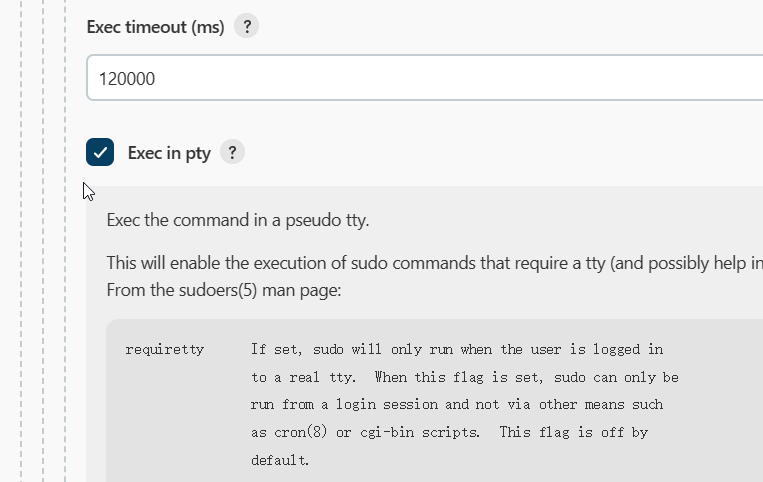 Exec timeout (ms) ?
120000
Exec in pty ?
Exec the command in a pseudo tty.
This will enable the execution of sudo commands that require a tty (and possibly help in
From the sudoers(5) man page:
requiretty If set, sudo will only run when the user is logged in
to a real tty. When this flag is set, sudo can only be
run from a login session and not via other means such
as cron(8) or cgi-bin scripts. This flag is off by
default.